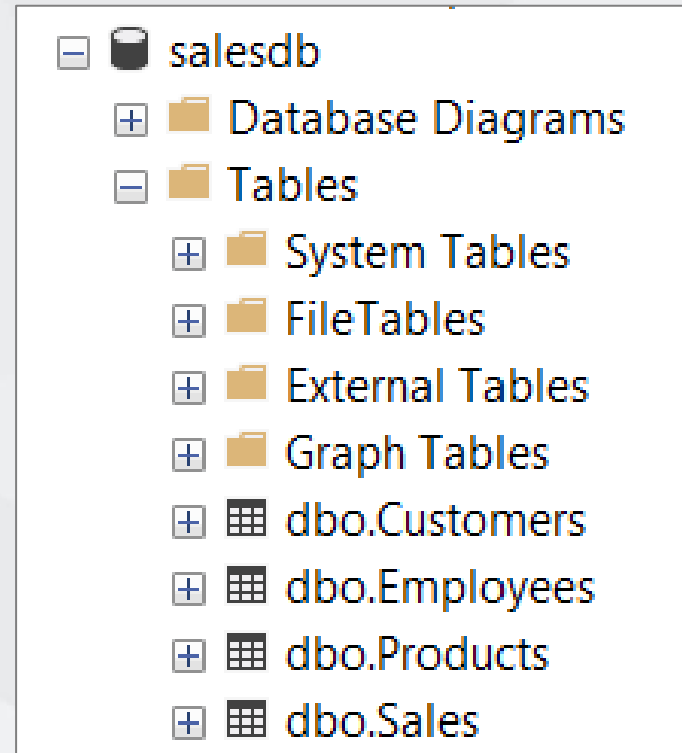 salesdb
Database Diagrams
Tables
System Tables
FileTables
External Tables
Graph Tables
dbo.Customers
dbo.Employees
dbo.Products
dbo.Sales